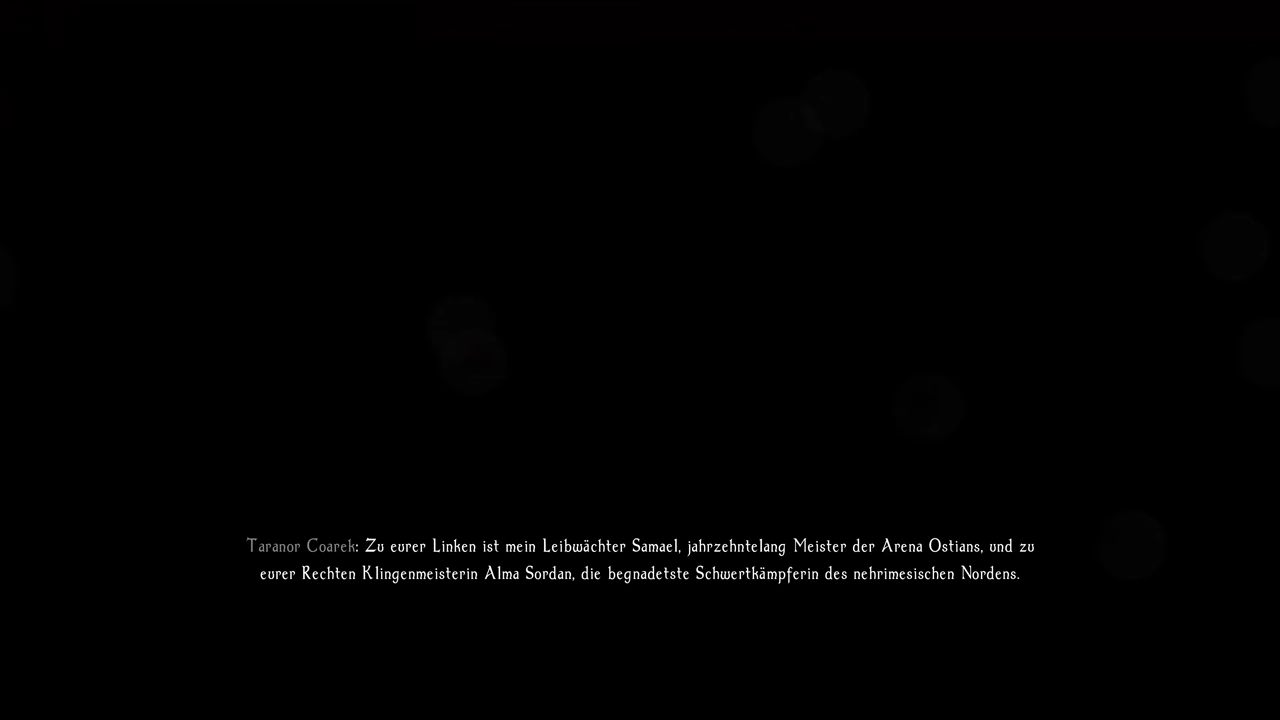 Taranor Coarek: Zu eurer Linken ist mein Leibwächter Samael, jahrzehntelang Meister der Arena Ostians, und zu
eurer Rechten Klingenmeisterin Alma Sordan, die begnadetste Schwertkämpferin des nehrimesischen Nordens.